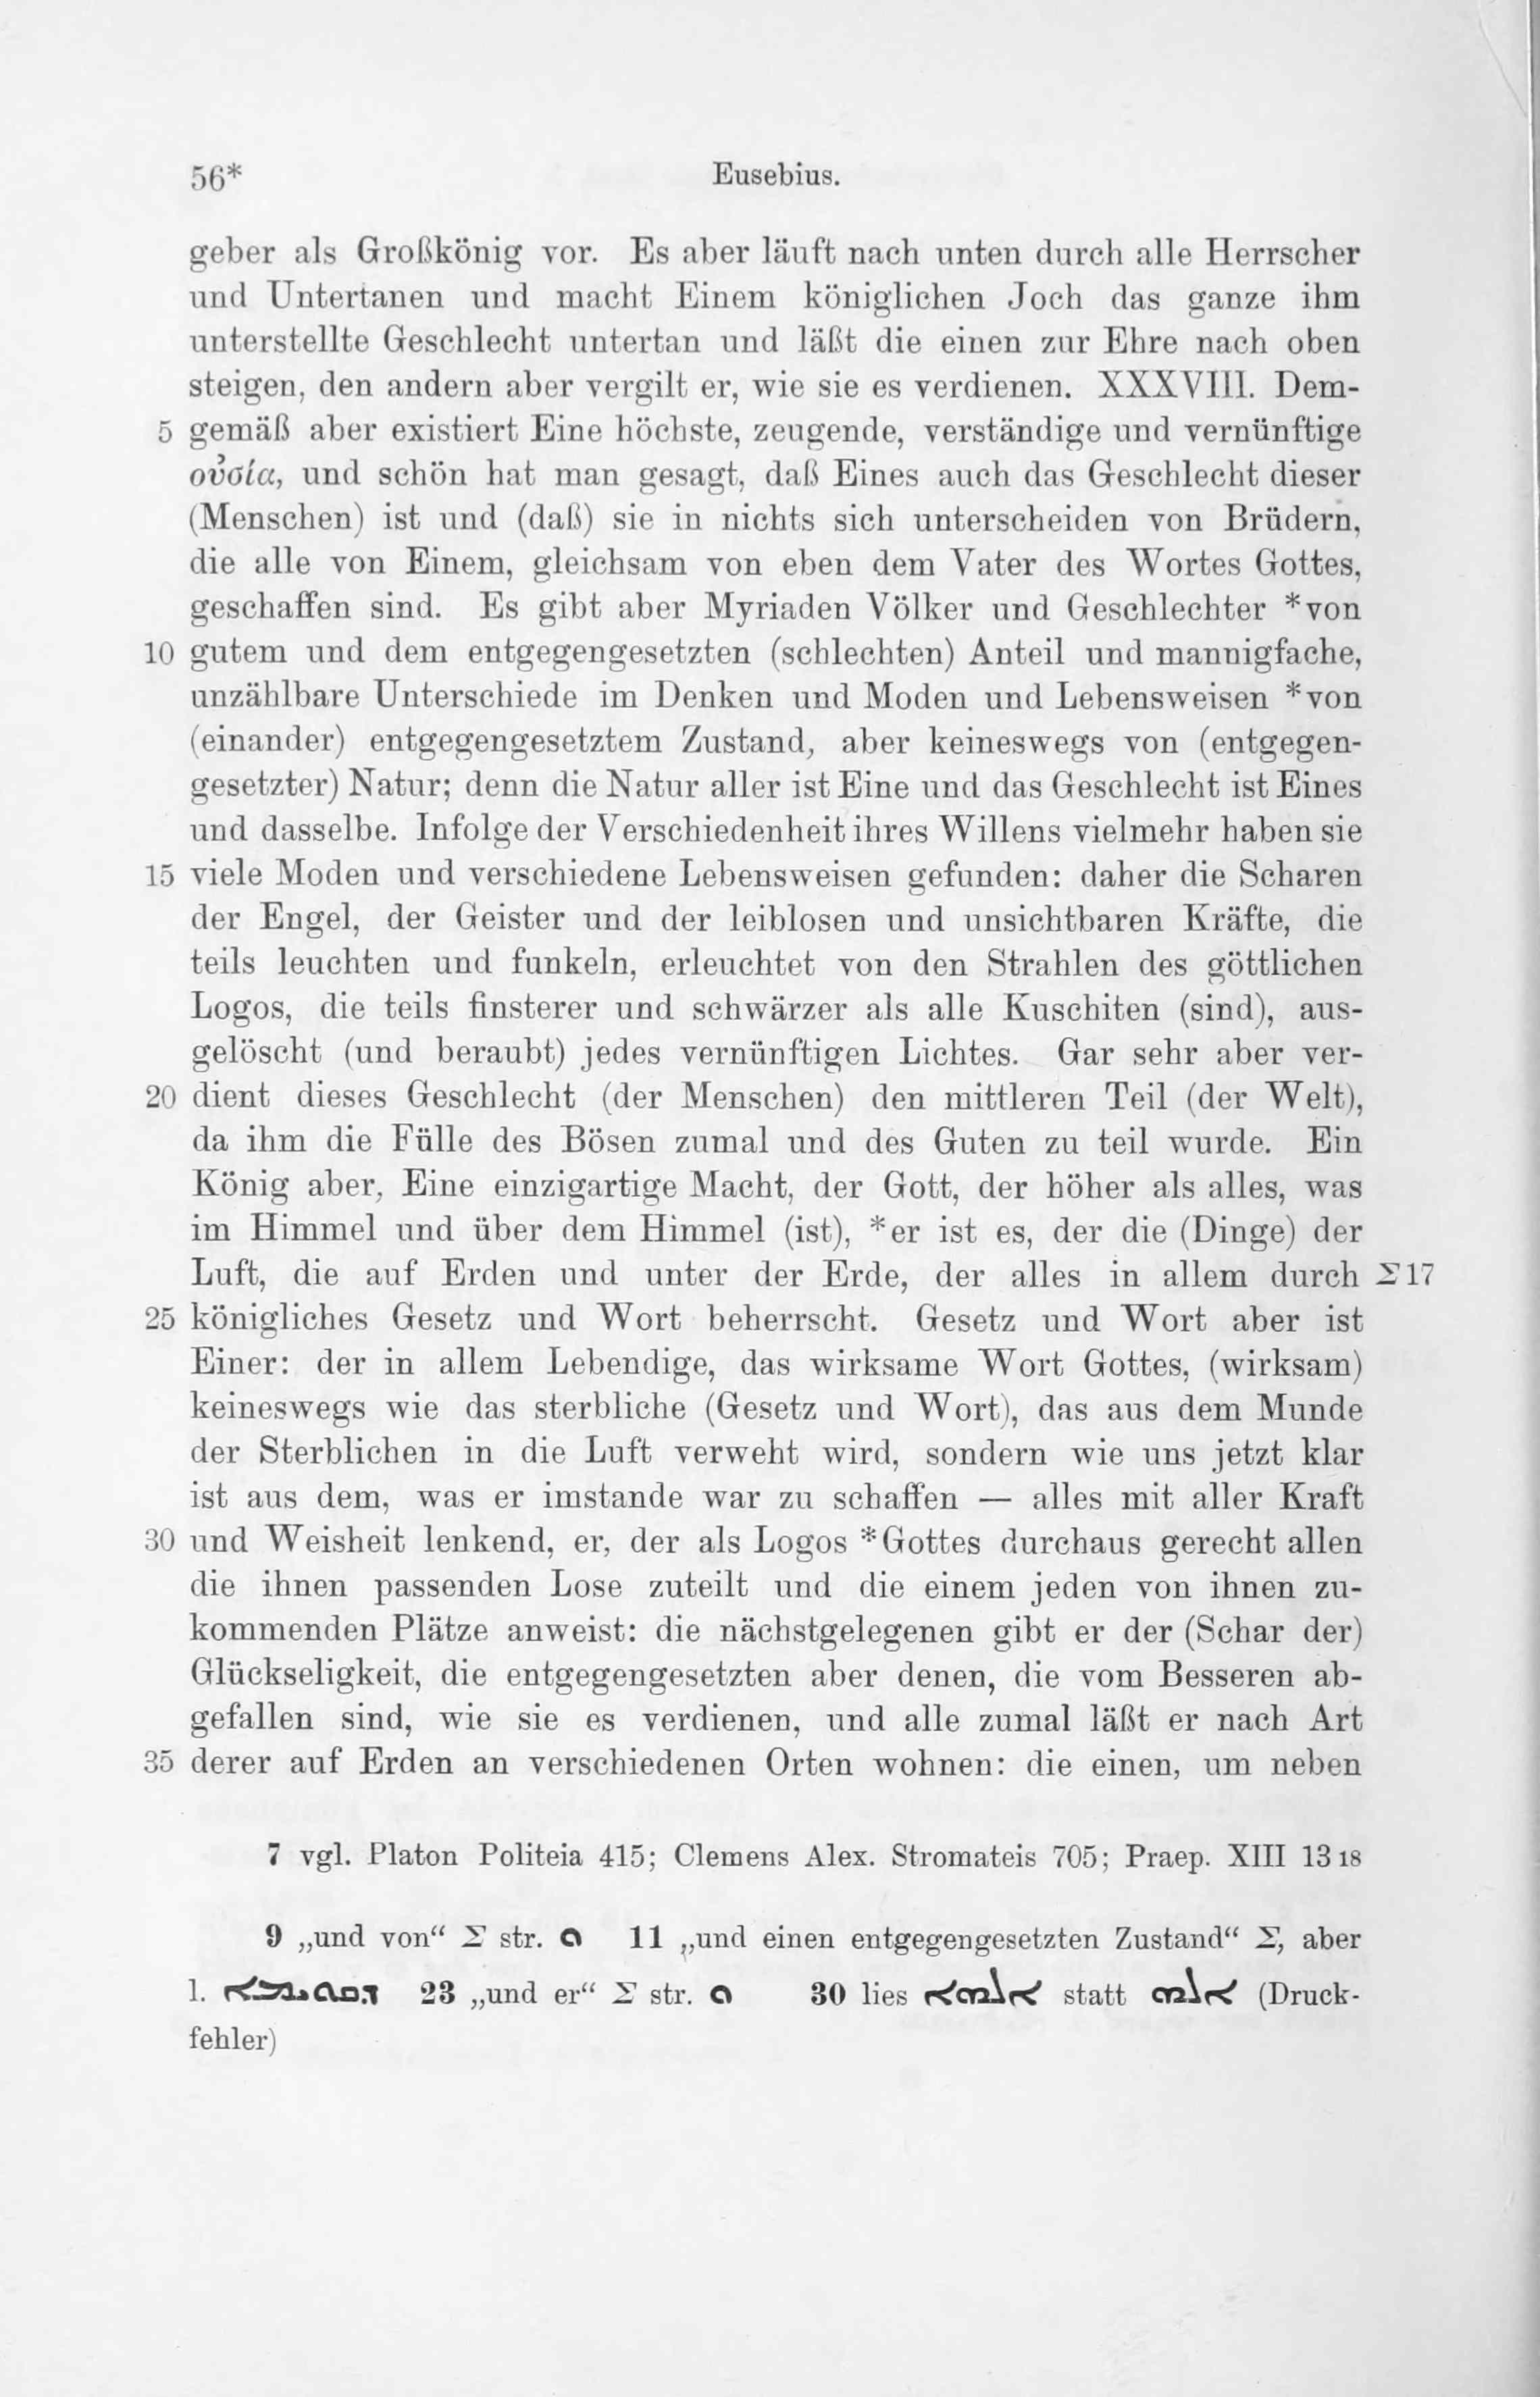 56* Eusebius.
geber als Großkönig vor. Es aber läuft nach unten durch alle Herrscher
und Untertanen und macht Einem königlichen Joch das ganze ihm
unterstellte Geschlecht untertan und läßt die einen zur Ehre nach oben
steigen, den andern aber vergilt er, wie sie es verdienen. XXXVIII. Dem-
5 gemäß aber existiert Eine höchste, zeugende, verständige und vernünftige
οὐσία, und schön hat man gesagt, daß Eines auch das Geschlecht dieser
(Menschen) ist und (daß) sie in nichts sich unterscheiden von Brüdern,
die alle von Einem, gleichsam von eben dem Vater des Wortes Gottes,
geschaffen sind. Es gibt aber Myriaden Völker und Geschlechter *von
10 gutem und dem entgegengesetzten (schlechten) Anteil und mannigfache,
unzählbare Unterschiede im Denken und Moden und Lebensweisen *von
(einander) entgegengesetztem Zustand, aber keineswegs von (entgegen-
gesetzter) Natur; denn die Natur aller ist Eine und das Geschlecht ist Eines
und dasselbe. Infolge der Verschiedenheit ihres Willens vielmehr haben sie
15 viele Moden und verschiedene Lebensweisen gefunden: daher die Scharen
der Engel, der Geister und der leiblosen und unsichtbaren Kräfte, die
teils leuchten und funkeln, erleuchtet von den Strahlen des göttlichen
Logos, die teils finsterer und schwärzer als alle Kuschiten (sind), aus-
gelöscht (und beraubt) jedes vernünftigen Lichtes. Gar sehr aber ver-
20 dient dieses Geschlecht (der Menschen) den mittleren Teil (der Welt),
da ihm die Fülle des Bösen zumal und des Guten zu teil wurde. Ein
König aber, Eine einzigartige Macht, der Gott, der höher als alles, was
im Himmel und über dem Himmel (ist), *er ist es, der die (Dinge) der
Luft, die auf Erden und unter der Erde, der alles in allem durch Σ 17
25 königliches Gesetz und Wort beherrscht. Gesetz und Wort aber ist
Einer: der in allem Lebendige, das wirksame Wort Gottes, (wirksam)
keineswegs wie das sterbliche (Gesetz und Wort), das aus dem Munde
der Sterblichen in die Luft verweht wird, sondern wie uns jetzt klar
ist aus dem, was er imstande war zu schaffen — alles mit aller Kraft
30 und Weisheit lenkend, er, der als Logos *Gottes durchaus gerecht allen
die ihnen passenden Lose zuteilt und die einem jeden von ihnen zu-
kommenden Plätze anweist: die nächstgelegenen gibt er der (Schar der)
Glückseligkeit, die entgegengesetzten aber denen, die vom Besseren ab-
gefallen sind, wie sie es verdienen, und alle zumal läßt er nach Art
35 derer auf Erden an verschiedenen Orten wohnen: die einen, um neben
7 vgl. Platon Politeia 415; Clemens Alex. Stromateis 705; Praep. XIII 13 18
9 „und von“ Σ str. ܘ 11 „und einen entgegengesetzten Zustand“ Σ, aber
l. ܕܩܘܝܡܐ 23 „und er“ Σ str. ܘ 30 lies ܐܠܗܐ statt ܐܠܗ (Druck-
fehler)